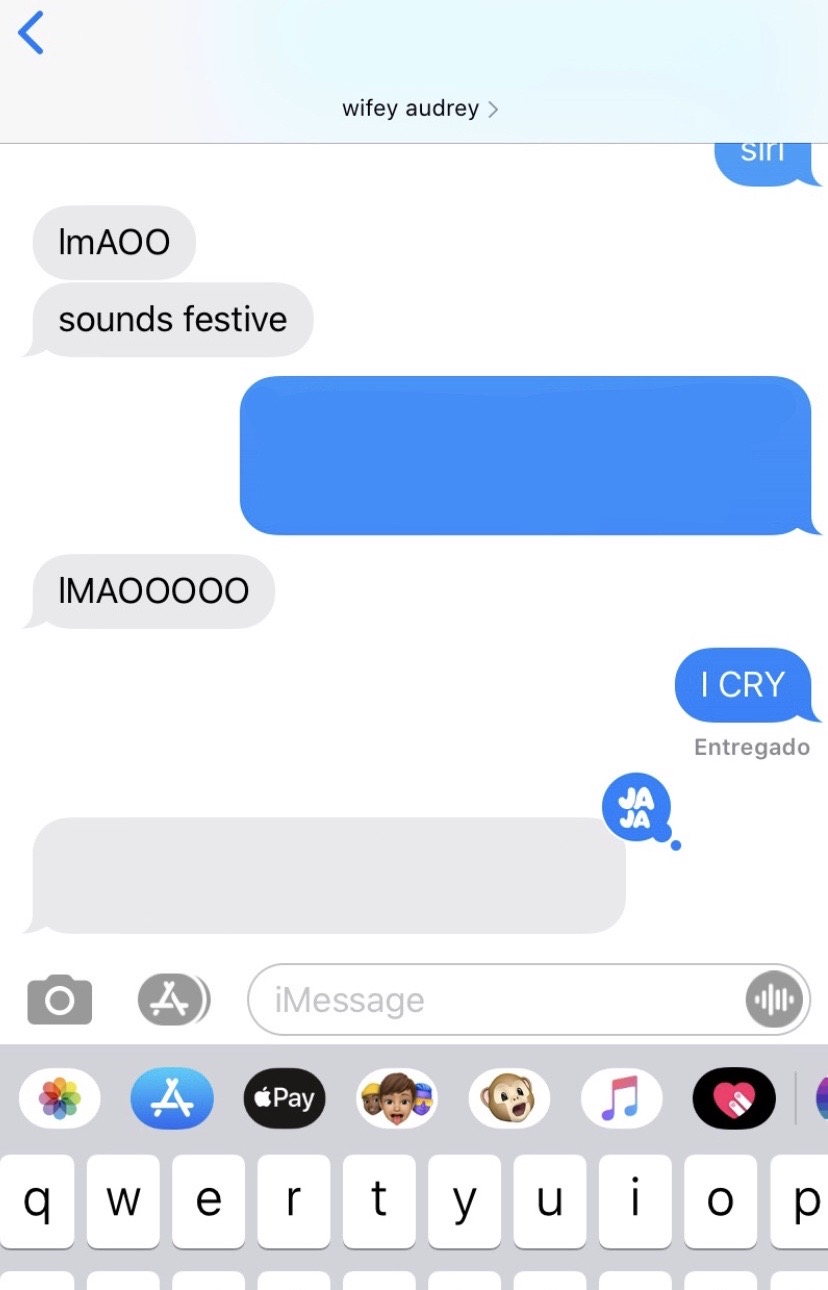 wifey audrey
siri
lmAOO
sounds festive
lMAOOOOO
I CRY
Entregado
JA
JA
iMessage
Pay
q w e r t y u i o p